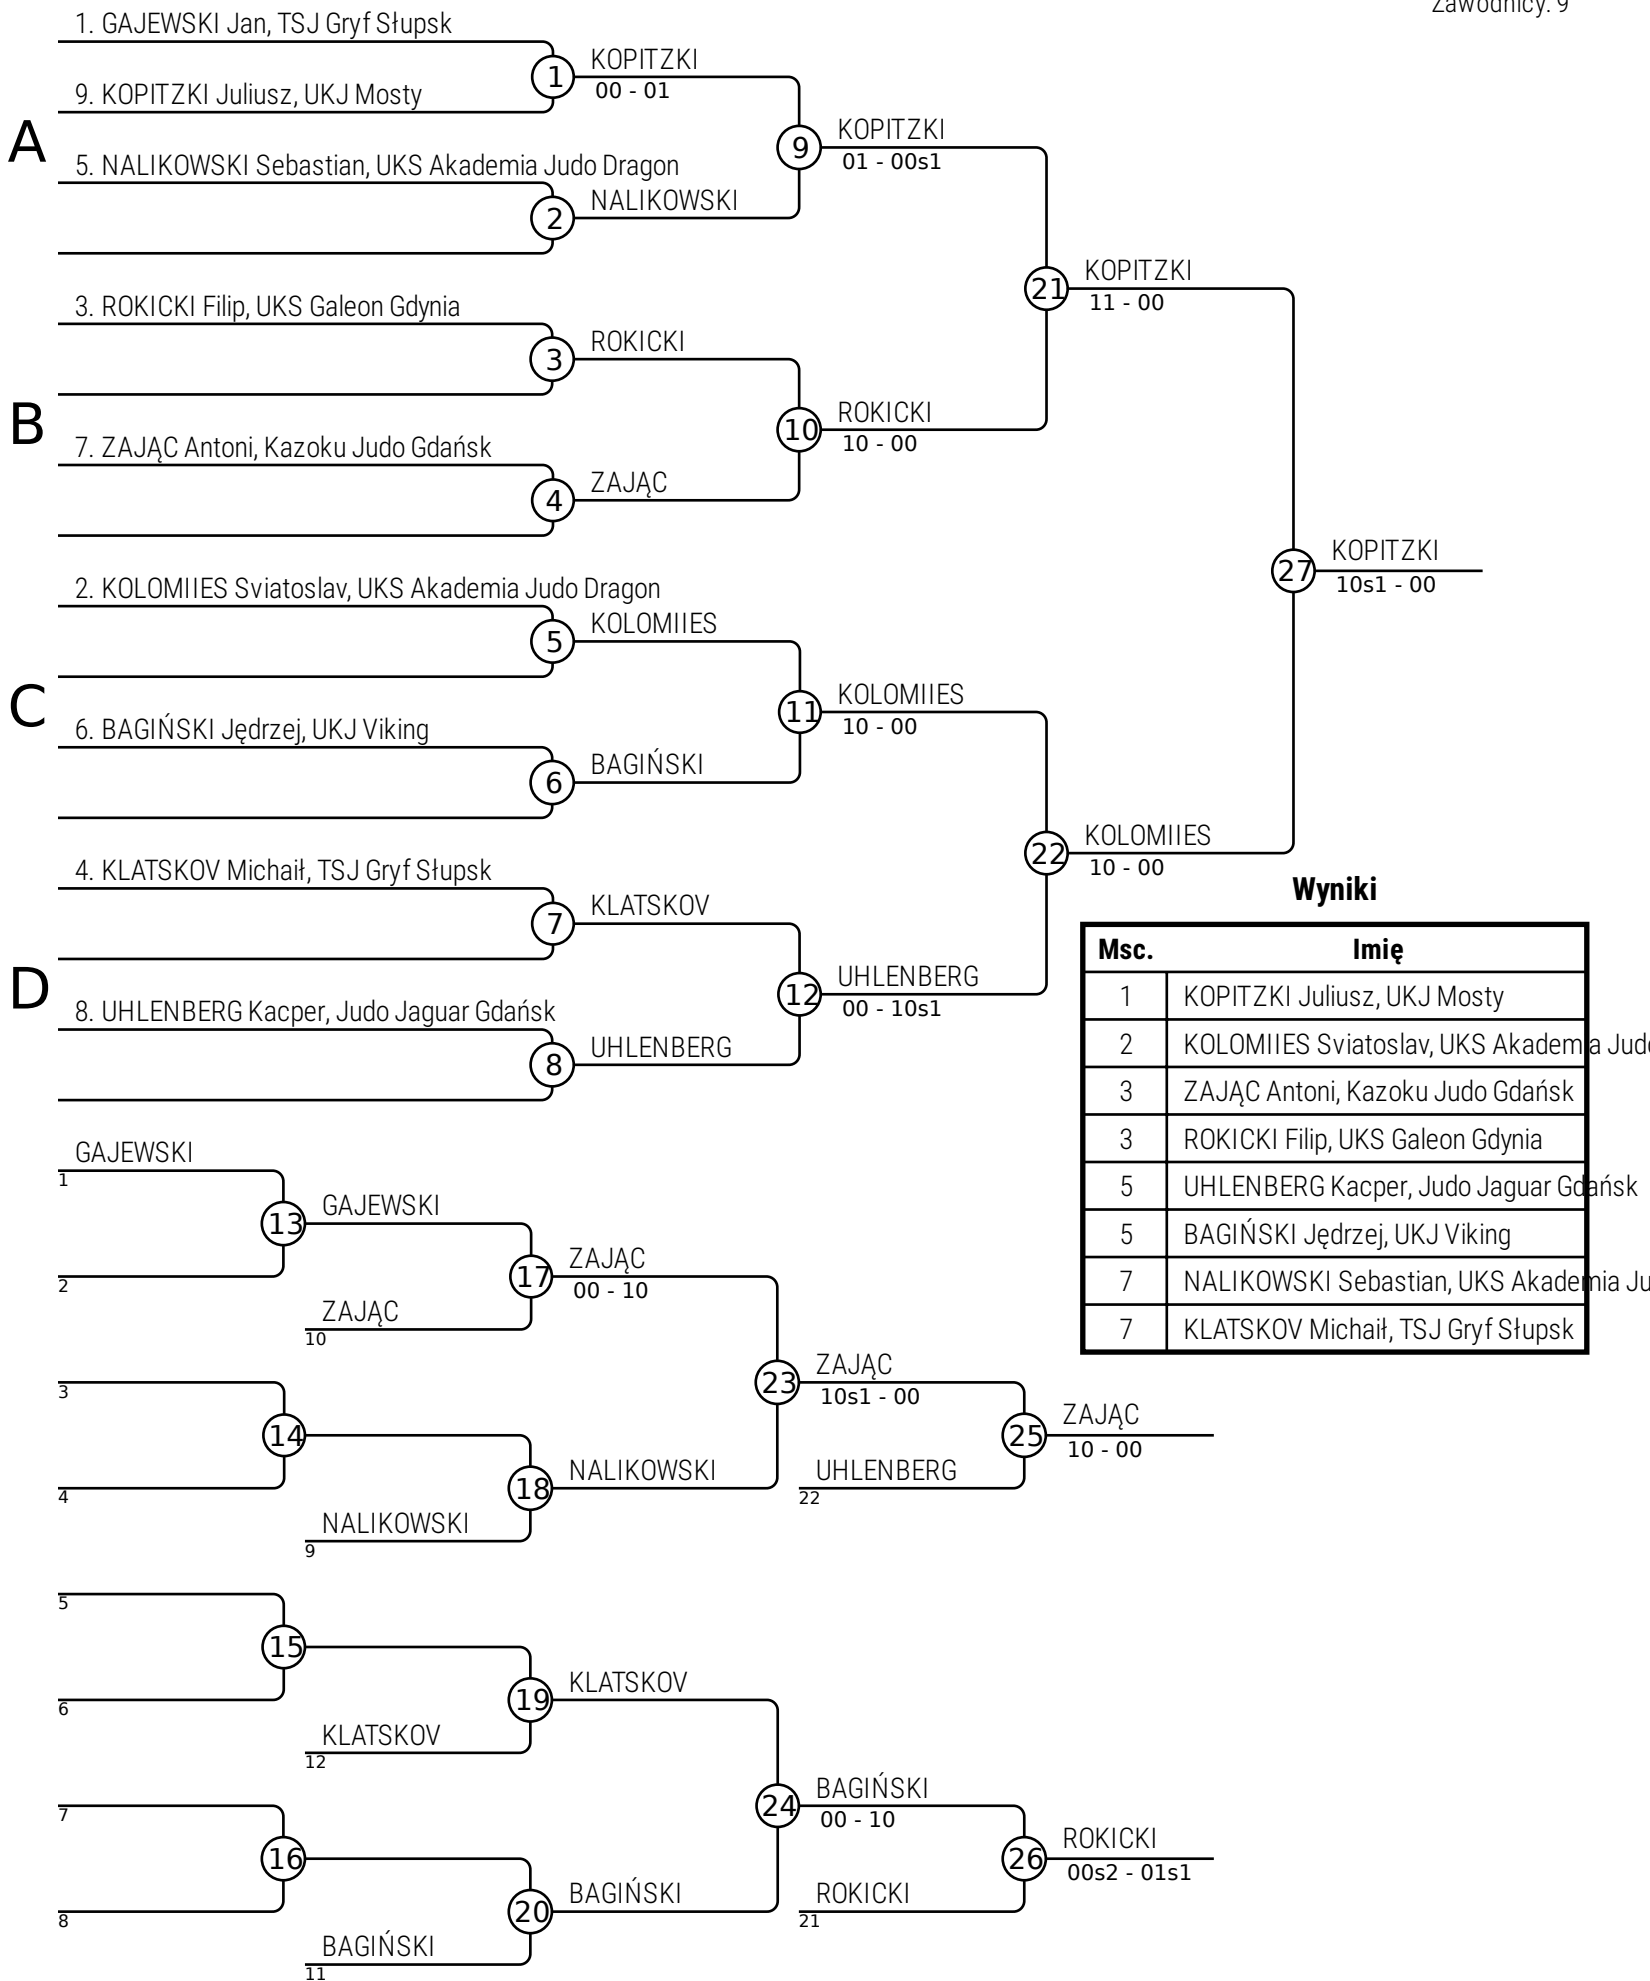 Zawodnicy: 9
1. GAJEWSKI Jan, TSJ Gryf Słupsk
1
KOPITZKI
00 - 01
9. KOPITZKI Juliusz, UKJ Mosty
A
9
KOPITZKI
01 - 00s1
5. NALIKOWSKI Sebastian, UKS Akademia Judo Dragon
2
NALIKOWSKI
21
KOPITZKI
11 - 00
3. ROKICKI Filip, UKS Galeon Gdynia
3
ROKICKI
B
10
ROKICKI
10 - 00
7. ZAJĄC Antoni, Kazoku Judo Gdańsk
4
ZAJĄC
27
KOPITZKI
10s1 - 00
2. KOLOMIIES Sviatoslav, UKS Akademia Judo Dragon
5
KOLOMIIES
C
11
KOLOMIIES
10 - 00
6. BAGIŃSKI Jędrzej, UKJ Viking
6
BAGIŃSKI
22
KOLOMIIES
10 - 00
4. KLATSKOV Michaił, TSJ Gryf Słupsk
7
KLATSKOV
D
12
UHLENBERG
00 - 10s1
8. UHLENBERG Kacper, Judo Jaguar Gdańsk
8
UHLENBERG
Wyniki
Msc. Imię
1 KOPITZKI Juliusz, UKJ Mosty
2 KOLOMIIES Sviatoslav, UKS Akademia Judo
3 ZAJĄC Antoni, Kazoku Judo Gdańsk
3 ROKICKI Filip, UKS Galeon Gdynia
5 UHLENBERG Kacper, Judo Jaguar Gdańsk
5 BAGIŃSKI Jędrzej, UKJ Viking
7 NALIKOWSKI Sebastian, UKS Akademia Ju
7 KLATSKOV Michaił, TSJ Gryf Słupsk
GAJEWSKI
1
13
GAJEWSKI
2
17
ZAJĄC
00 - 10
ZAJĄC
10
3
23
ZAJĄC
10s1 - 00
14
25
ZAJĄC
10 - 00
4
18
NALIKOWSKI
UHLENBERG
22
NALIKOWSKI
9
5
15
6
19
KLATSKOV
KLATSKOV
12
7
24
BAGIŃSKI
00 - 10
16
26
ROKICKI
00s2 - 01s1
8
20
BAGIŃSKI
ROKICKI
21
BAGIŃSKI
11